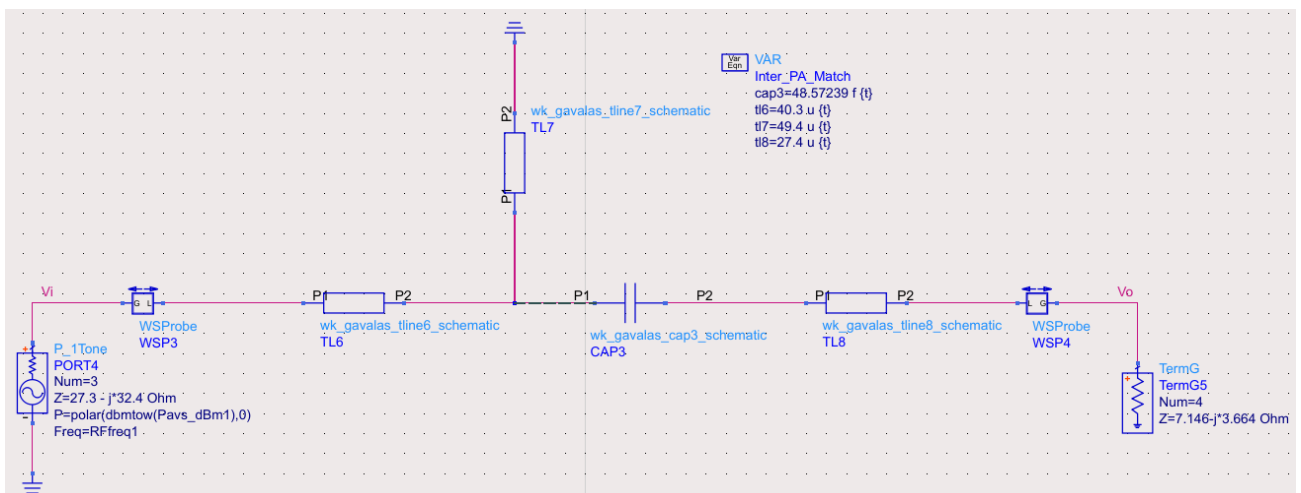 P2
wk_gavalas_tline7_schematic
TL7
P1
Var
Eqn
VAR
Inter_PA_Match
cap3=48.57239 f {t}
tl6=40.3 u {t}
tl7=49.4 u {t}
tl8=27.4 u {t}
Vi
G L
WSProbe
WSP3
P1 P2
wk_gavalas_tline6_schematic
TL6
P1 P2
wk_gavalas_cap3_schematic
CAP3
P1 P2
wk_gavalas_tline8_schematic
TL8
L G
WSProbe
WSP4
Vo
+
P_1Tone
PORT4
Num=3
Z=27.3 - j*32.4 Ohm
P=polar(dbmtow(Pavs_dBm1),0)
Freq=RFfreq1
-
+
TermG
TermG5
Num=4
Z=7.146-j*3.664 Ohm